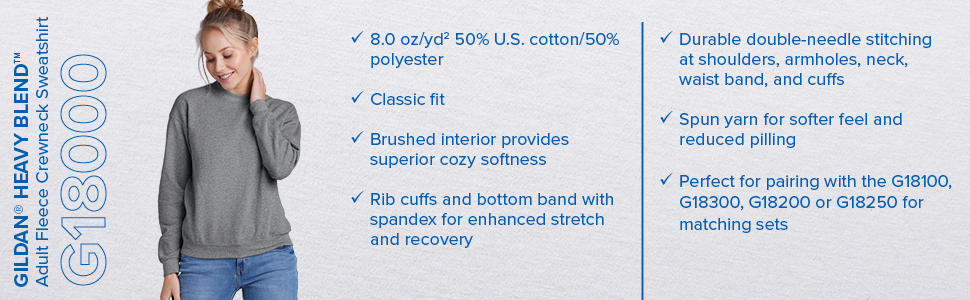 GILDAN® HEAVY BLEND™
Adult Fleece Crewneck Sweatshirt
G18000
✓ 8.0 oz/yd² 50% U.S. cotton/50%
polyester
✓ Classic fit
✓ Brushed interior provides
superior cozy softness
✓ Rib cuffs and bottom band with
spandex for enhanced stretch
and recovery
✓ Durable double-needle stitching
at shoulders, armholes, neck,
waist band, and cuffs
✓ Spun yarn for softer feel and
reduced pilling
✓ Perfect for pairing with the G18100,
G18300, G18200 or G18250 for
matching sets